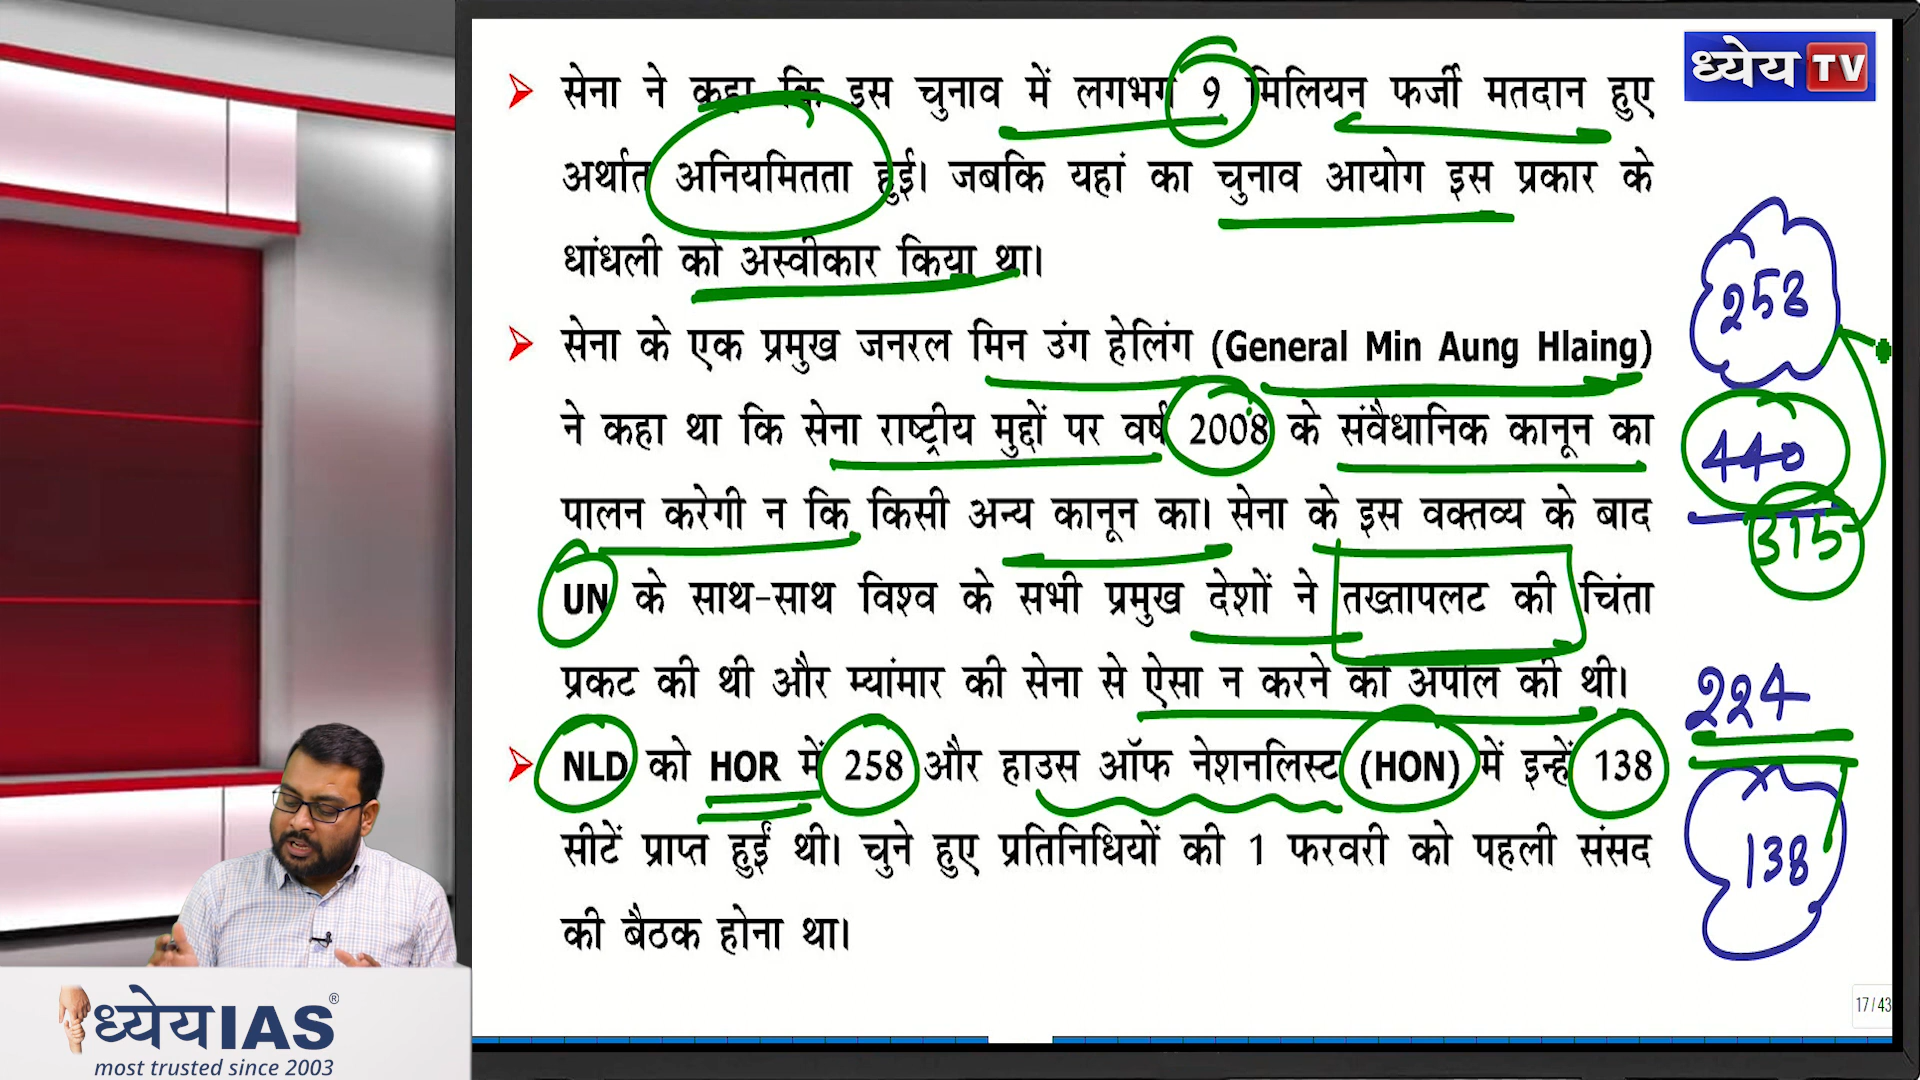 सेना ने कहा कि इस चुनाव में लगभग 9 मिलियन फर्जी मतदान हुए
अर्थात अनियमितता हुई। जबकि यहां का चुनाव आयोग इस प्रकार के
धांधली को अस्वीकार किया था।
सेना के एक प्रमुख जनरल मिन उंग हेलिंग (General Min Aung Hlaing)
ने कहा था कि सेना राष्ट्रीय मुद्दों पर वर्ष 2008 के संवैधानिक कानून का
पालन करेगी न कि किसी अन्य कानून का। सेना के इस वक्तव्य के बाद
UN के साथ-साथ विश्व के सभी प्रमुख देशों ने तख्तापलट की चिंता
प्रकट की थी और म्यांमार की सेना से ऐसा न करने की अपील की थी।
NLD को HOR में 258 और हाउस ऑफ नेशनलिस्ट (HON) में इन्हें 138
सीटें प्राप्त हुईं थी। चुने हुए प्रतिनिधियों की 1 फरवरी को पहली संसद
की बैठक होना था।
ध्येय TV
258
440
315
224
138
17/43
ध्येय IAS ®
most trusted since 2003